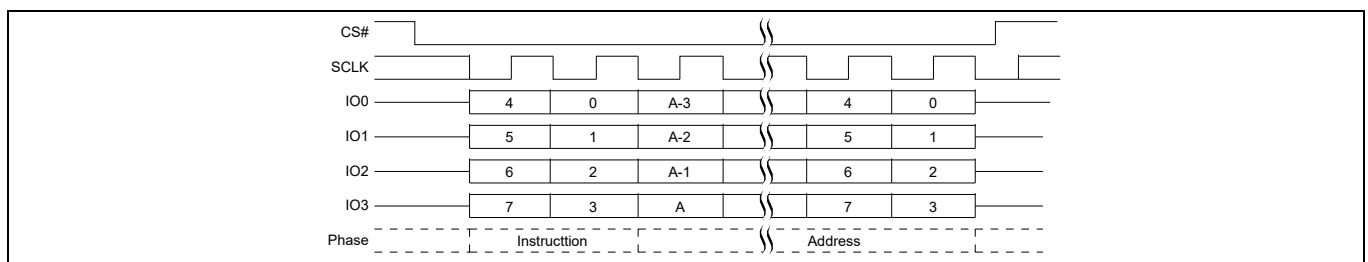 CS#
SCLK
IO0 4 0 A-3 4 0
IO1 5 1 A-2 5 1
IO2 6 2 A-1 6 2
IO3 7 3 A 7 3
Phase Instructtion Address